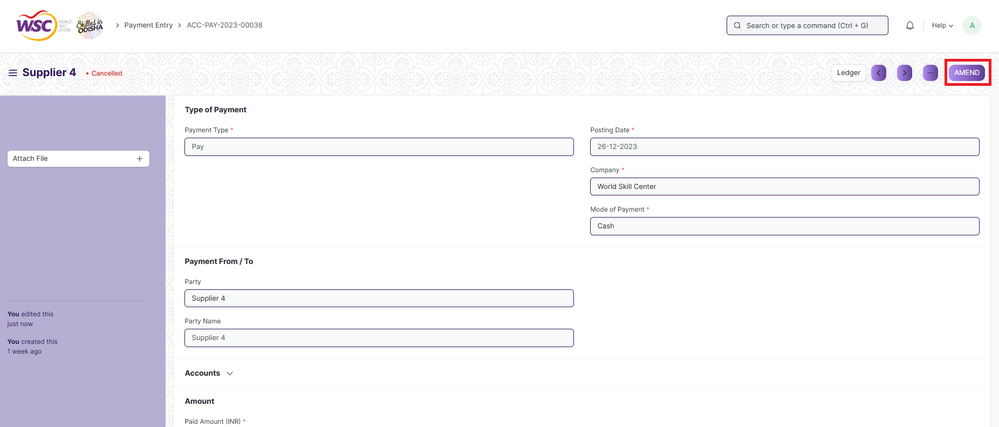 WSC WORLD SKILL CENTER
Skilled in ODISHA
Payment Entry
ACC-PAY-2023-00038
Search or type a command (Ctrl + G)
Help
A
Supplier 4
Cancelled
Ledger
...
AMEND
Attach File +
You edited this
just now
You created this
1 week ago
Type of Payment
Payment Type *
Pay
Posting Date *
26-12-2023
Company *
World Skill Center
Mode of Payment *
Cash
Payment From / To
Party
Supplier 4
Party Name
Supplier 4
Accounts
Amount
Paid Amount (INR) *